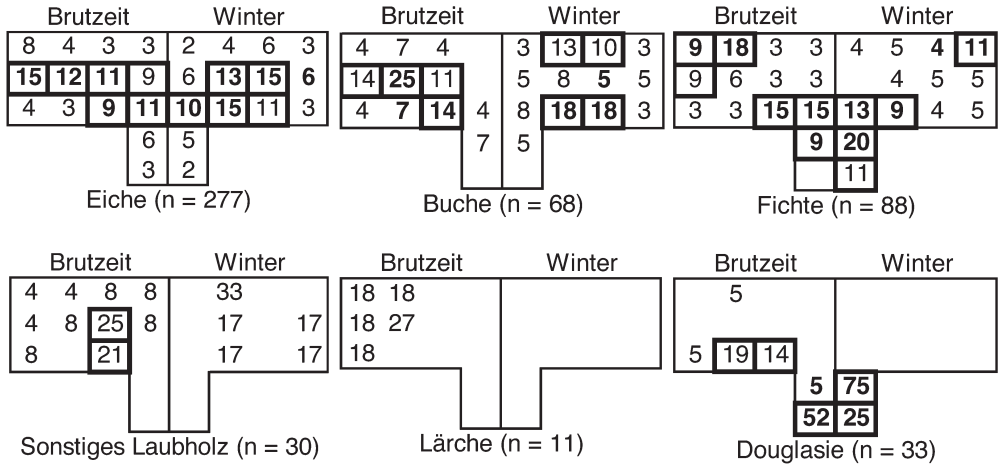 Brutzeit Winter
8 4 3 3 2 4 6 3
15 12 11 9 6 13 15 6
4 3 9 11 10 15 11 3
6 5
3 2
Eiche (n = 277)
Brutzeit Winter
4 7 4 3 13 10 3
14 25 11 5 8 5 5
4 7 14 4 8 18 18 3
7 5
Buche (n = 68)
Brutzeit Winter
9 18 3 3 4 5 4 11
9 6 3 3 4 5 5
3 3 15 15 13 9 4 5
9 20
11
Fichte (n = 88)
Brutzeit Winter
4 4 8 8 33
4 8 25 8 17 17
8 21 17 17
Sonstiges Laubholz (n = 30)
Brutzeit Winter
18 18
18 27
18
Lärche (n = 11)
Brutzeit Winter
5
5 19 14
5 75
52 25
Douglasie (n = 33)